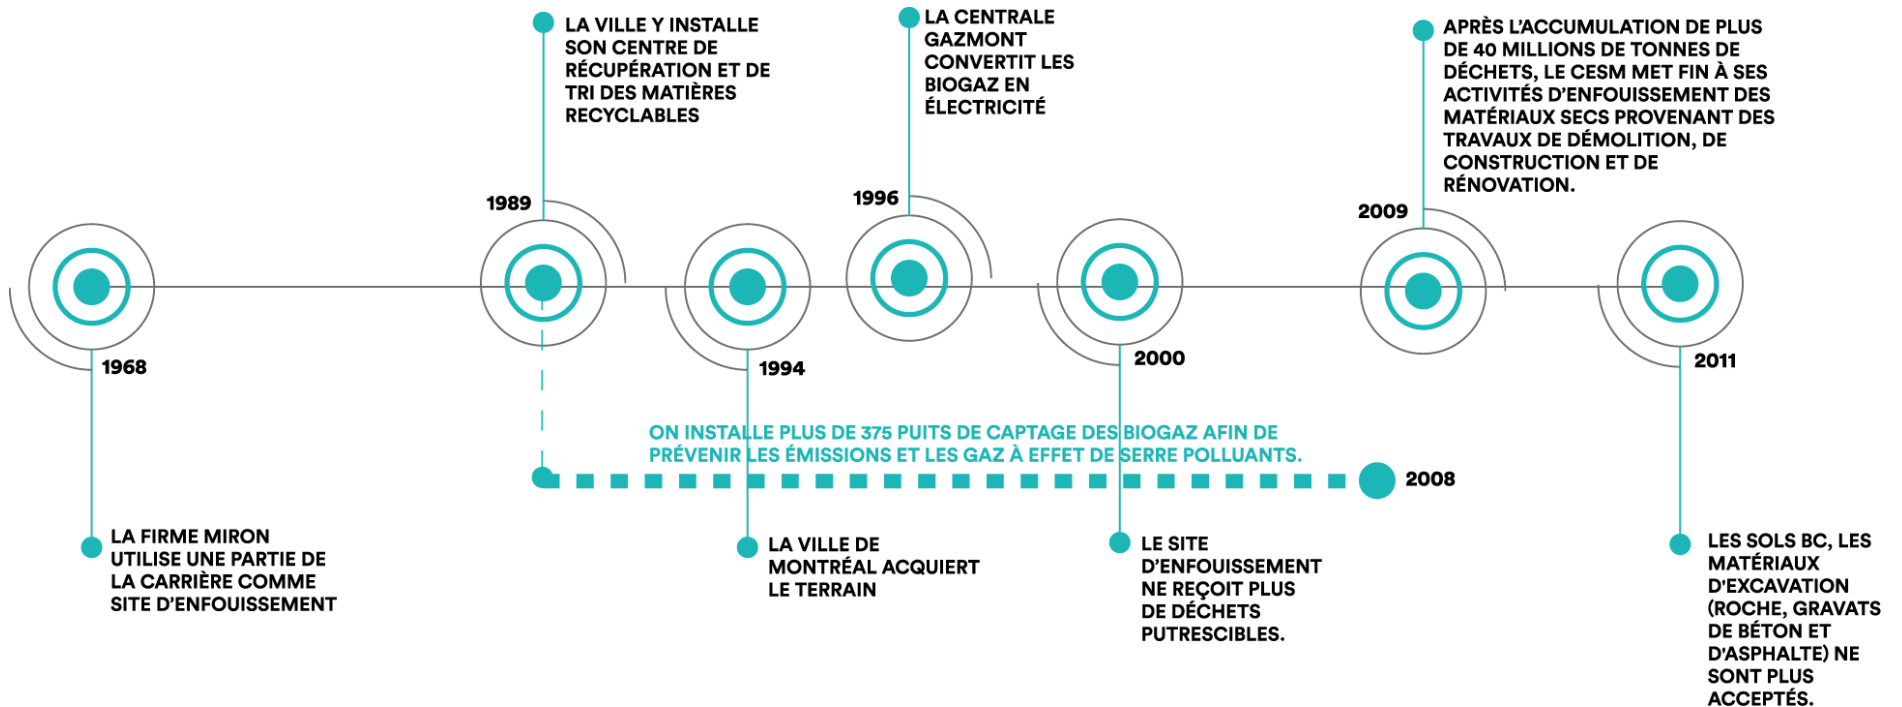 LA VILLE Y INSTALLE
SON CENTRE DE
RÉCUPÉRATION ET DE
TRI DES MATIÈRES
RECYCLABLES
LA CENTRALE
GAZMONT
CONVERTIT LES
BIOGAZ EN
ÉLECTRICITÉ
APRÈS L'ACCUMULATION DE PLUS
DE 40 MILLIONS DE TONNES DE
DÉCHETS, LE CESM MET FIN À SES
ACTIVITÉS D'ENFOUISSEMENT DES
MATÉRIAUX SECS PROVENANT DES
TRAVAUX DE DÉMOLITION, DE
CONSTRUCTION ET DE
RÉNOVATION.
1989
1996
2009
1968
1994
2000
2011
ON INSTALLE PLUS DE 375 PUITS DE CAPTAGE DES BIOGAZ AFIN DE
PRÉVENIR LES ÉMISSIONS ET LES GAZ À EFFET DE SERRE POLLUANTS.
2008
LA FIRME MIRON
UTILISE UNE PARTIE DE
LA CARRIÈRE COMME
SITE D'ENFOUISSEMENT
LA VILLE DE
MONTRÉAL ACQUIERT
LE TERRAIN
LE SITE
D'ENFOUISSEMENT
NE REÇOIT PLUS
DE DÉCHETS
PUTRESCIBLES.
LES SOLS BC, LES
MATÉRIAUX
D'EXCAVATION
(ROCHE, GRAVATS
DE BÉTON ET
D'ASPHALTE) NE
SONT PLUS
ACCEPTÉS.